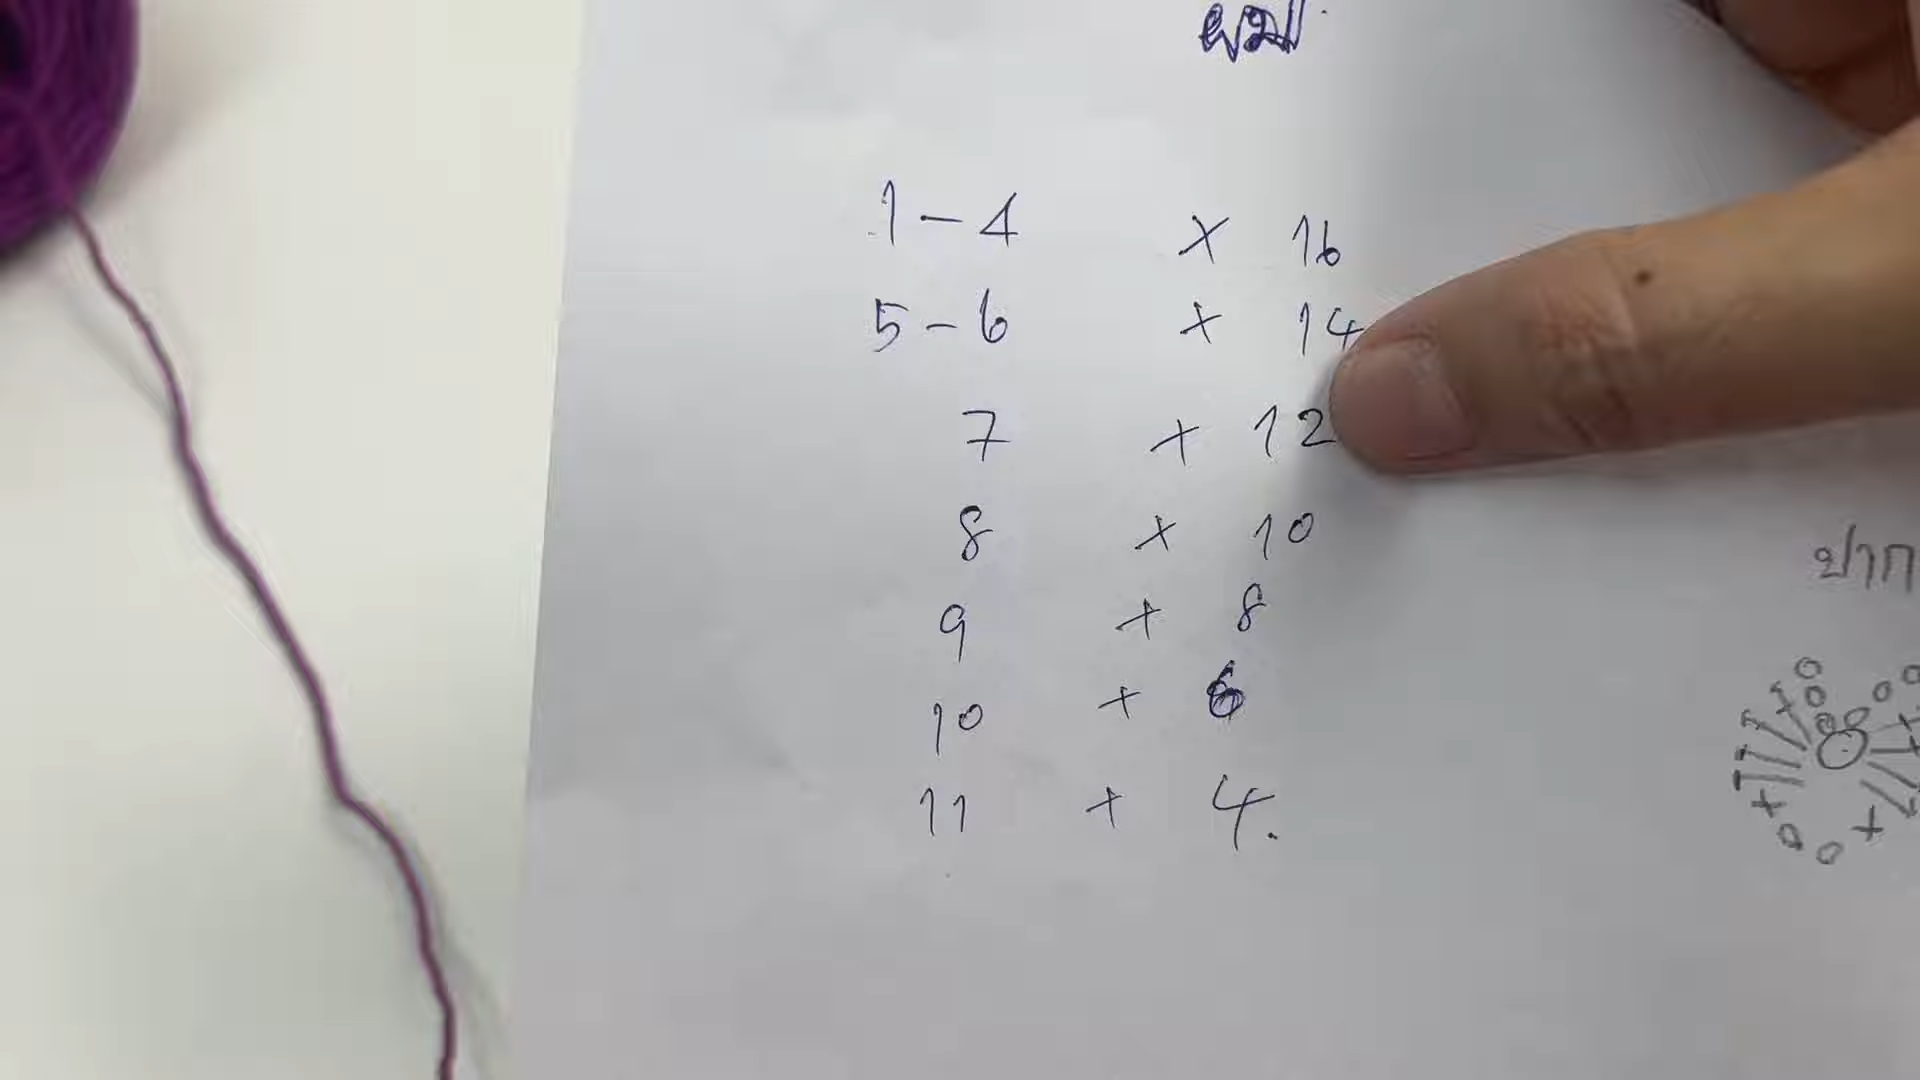 ผม
1 - 4 × 16
5 - 6 + 14
7 + 12
8 + 10
9 + 8
10 + 6
11 + 4.
ปาก